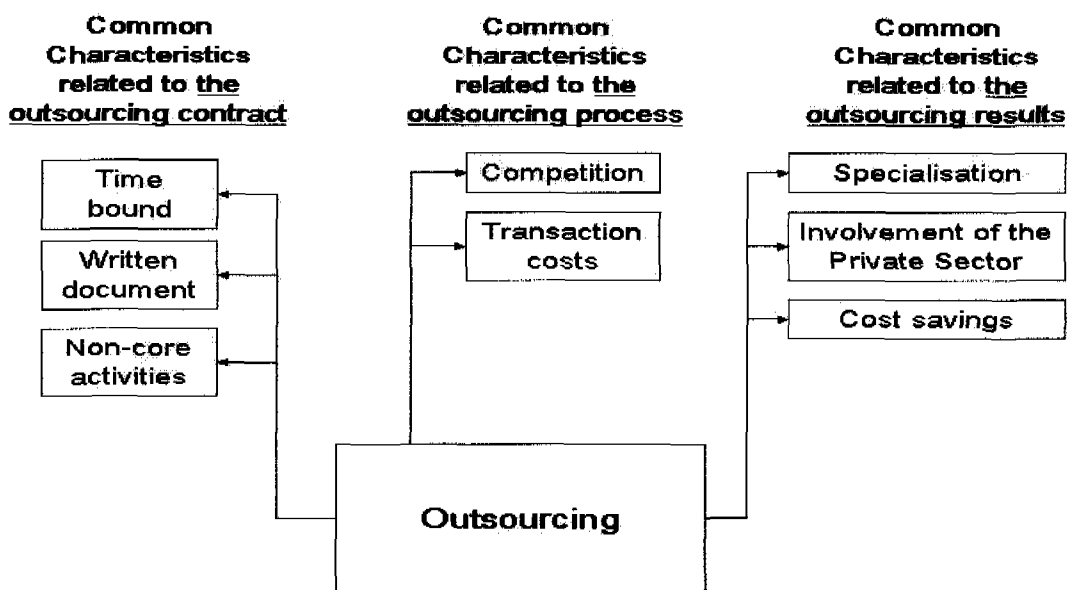 Common
Characteristics
related to the
outsourcing contract
Time
bound
Written
document
Non-core
activities
Common
Characteristics
related to the
outsourcing process
Competition
Transaction
costs
Common
Characteristics
related to the
outsourcing results
Specialisation
Involvement of the
Private Sector
Cost savings
Outsourcing